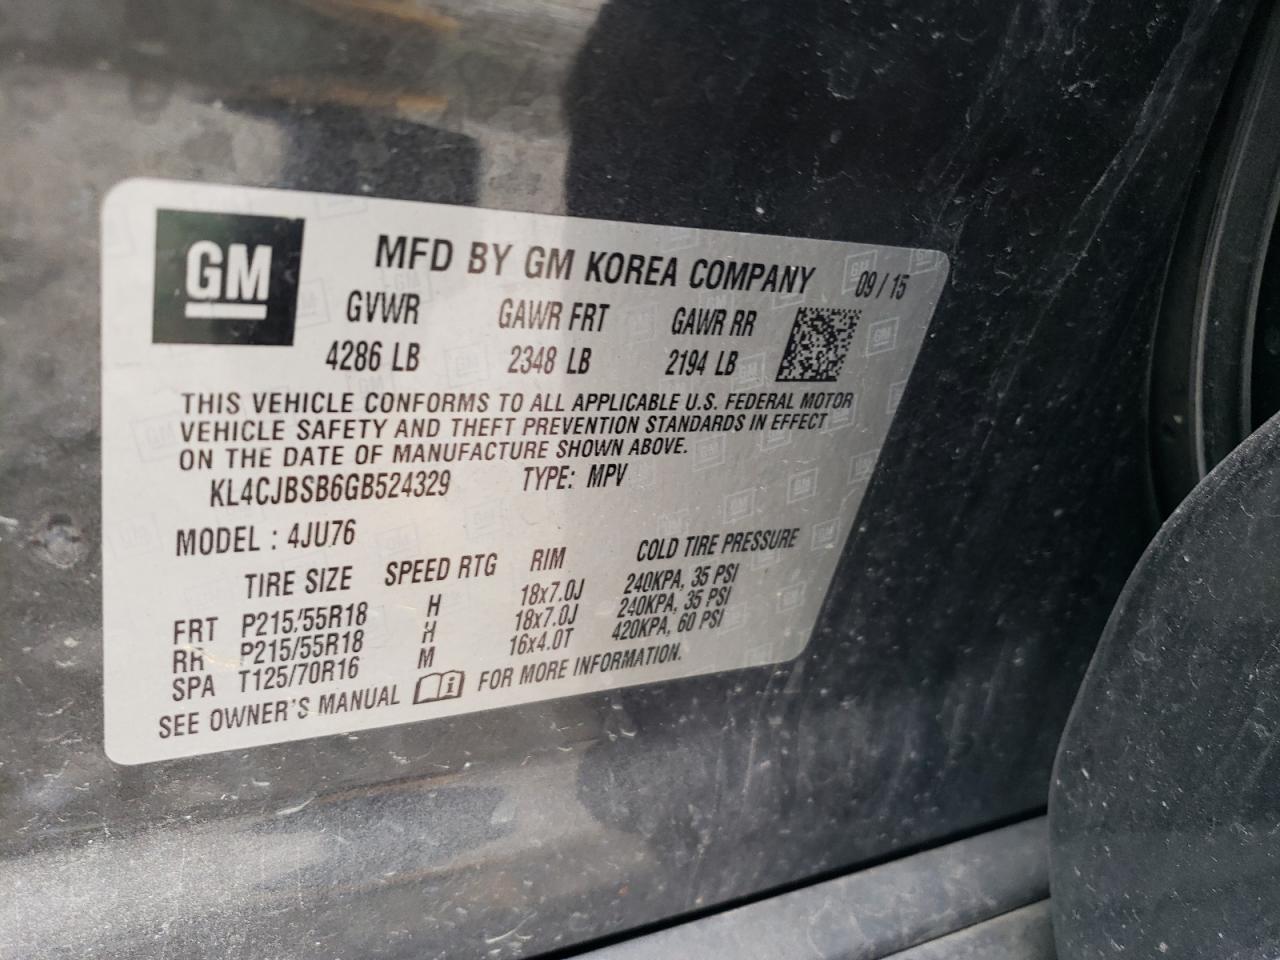 GM
MFD BY GM KOREA COMPANY 09/15
GVWR GAWR FRT GAWR RR
4286 LB 2348 LB 2194 LB
THIS VEHICLE CONFORMS TO ALL APPLICABLE U.S. FEDERAL MOTOR
VEHICLE SAFETY AND THEFT PREVENTION STANDARDS IN EFFECT
ON THE DATE OF MANUFACTURE SHOWN ABOVE.
KL4CJBSB6GB524329 TYPE: MPV
MODEL : 4JU76
TIRE SIZE SPEED RTG RIM COLD TIRE PRESSURE
FRT P215/55R18 H 18x7.0J 240KPA, 35 PSI
RR P215/55R18 H 18x7.0J 240KPA, 35 PSI
SPA T125/70R16 M 16x4.0T 420KPA, 60 PSI
SEE OWNER'S MANUAL i FOR MORE INFORMATION.